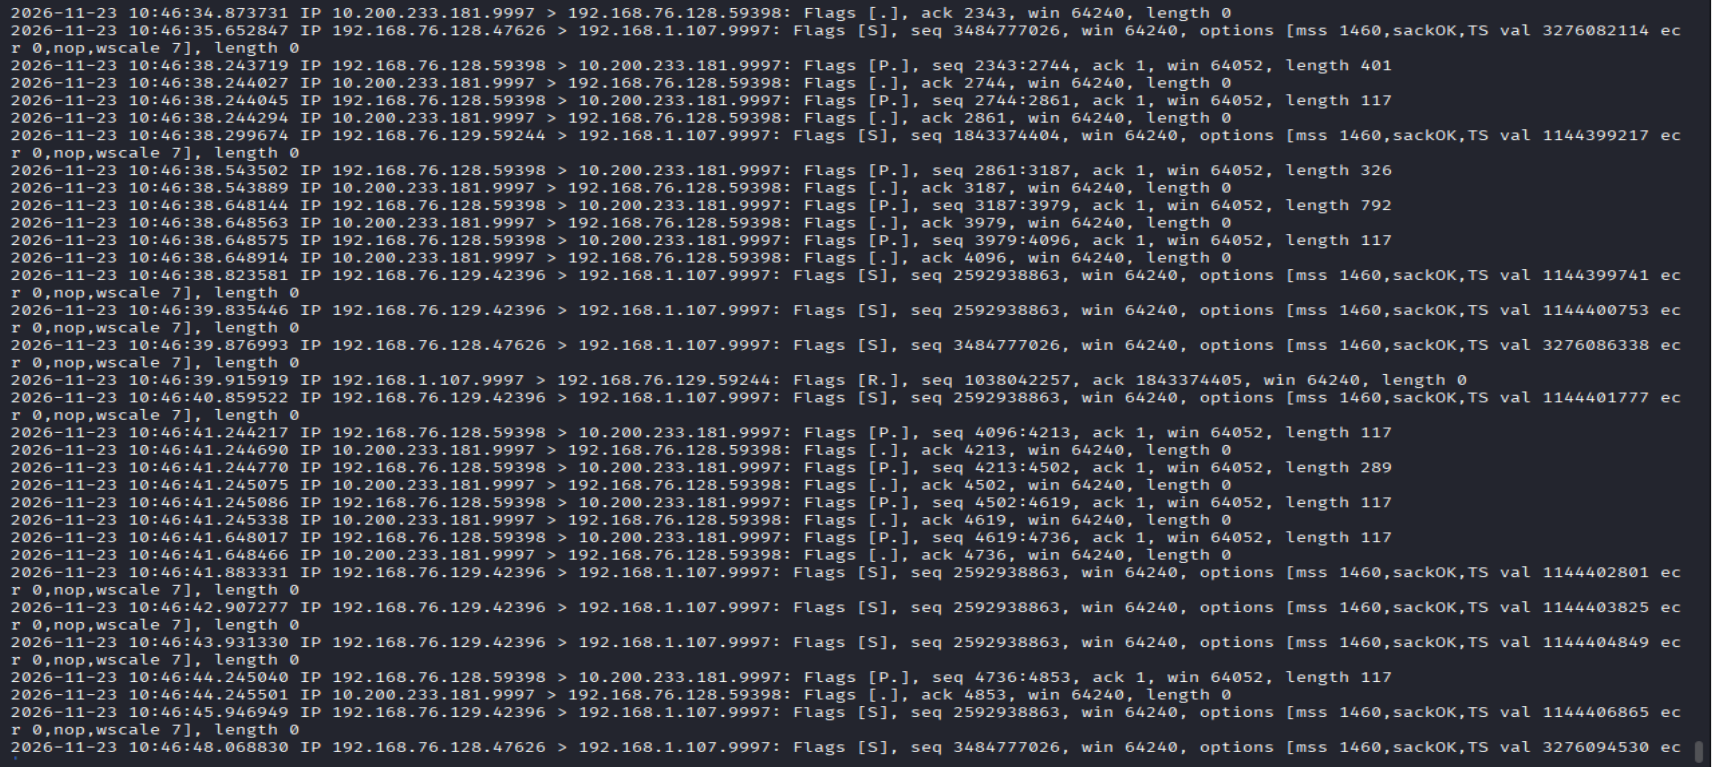 2026-11-23 10:46:34.873731 IP 10.200.233.181.9997 > 192.168.76.128.59398: Flags [.], ack 2343, win 64240, length 0
2026-11-23 10:46:35.652847 IP 192.168.76.128.47626 > 192.168.1.107.9997: Flags [S], seq 3484777026, win 64240, options [mss 1460,sackOK,TS val 3276082114 ec
r 0,nop,wscale 7], length 0
2026-11-23 10:46:38.243719 IP 192.168.76.128.59398 > 10.200.233.181.9997: Flags [P.], seq 2343:2744, ack 1, win 64052, length 401
2026-11-23 10:46:38.244027 IP 10.200.233.181.9997 > 192.168.76.128.59398: Flags [.], ack 2744, win 64240, length 0
2026-11-23 10:46:38.244045 IP 192.168.76.128.59398 > 10.200.233.181.9997: Flags [P.], seq 2744:2861, ack 1, win 64052, length 117
2026-11-23 10:46:38.244294 IP 10.200.233.181.9997 > 192.168.76.128.59398: Flags [.], ack 2861, win 64240, length 0
2026-11-23 10:46:38.299674 IP 192.168.76.129.59244 > 192.168.1.107.9997: Flags [S], seq 1843374404, win 64240, options [mss 1460,sackOK,TS val 1144399217 ec
r 0,nop,wscale 7], length 0
2026-11-23 10:46:38.543502 IP 192.168.76.128.59398 > 10.200.233.181.9997: Flags [P.], seq 2861:3187, ack 1, win 64052, length 326
2026-11-23 10:46:38.543889 IP 10.200.233.181.9997 > 192.168.76.128.59398: Flags [.], ack 3187, win 64240, length 0
2026-11-23 10:46:38.648144 IP 192.168.76.128.59398 > 10.200.233.181.9997: Flags [P.], seq 3187:3979, ack 1, win 64052, length 792
2026-11-23 10:46:38.648563 IP 10.200.233.181.9997 > 192.168.76.128.59398: Flags [.], ack 3979, win 64240, length 0
2026-11-23 10:46:38.648575 IP 192.168.76.128.59398 > 10.200.233.181.9997: Flags [P.], seq 3979:4096, ack 1, win 64052, length 117
2026-11-23 10:46:38.648914 IP 10.200.233.181.9997 > 192.168.76.128.59398: Flags [.], ack 4096, win 64240, length 0
2026-11-23 10:46:38.823581 IP 192.168.76.129.42396 > 192.168.1.107.9997: Flags [S], seq 2592938863, win 64240, options [mss 1460,sackOK,TS val 1144399741 ec
r 0,nop,wscale 7], length 0
2026-11-23 10:46:39.835446 IP 192.168.76.129.42396 > 192.168.1.107.9997: Flags [S], seq 2592938863, win 64240, options [mss 1460,sackOK,TS val 1144400753 ec
r 0,nop,wscale 7], length 0
2026-11-23 10:46:39.876993 IP 192.168.76.128.47626 > 192.168.1.107.9997: Flags [S], seq 3484777026, win 64240, options [mss 1460,sackOK,TS val 3276086338 ec
r 0,nop,wscale 7], length 0
2026-11-23 10:46:39.915919 IP 192.168.1.107.9997 > 192.168.76.129.59244: Flags [R.], seq 1038042257, ack 1843374405, win 64240, length 0
2026-11-23 10:46:40.859522 IP 192.168.76.129.42396 > 192.168.1.107.9997: Flags [S], seq 2592938863, win 64240, options [mss 1460,sackOK,TS val 1144401777 ec
r 0,nop,wscale 7], length 0
2026-11-23 10:46:41.244217 IP 192.168.76.128.59398 > 10.200.233.181.9997: Flags [P.], seq 4096:4213, ack 1, win 64052, length 117
2026-11-23 10:46:41.244690 IP 10.200.233.181.9997 > 192.168.76.128.59398: Flags [.], ack 4213, win 64240, length 0
2026-11-23 10:46:41.244770 IP 192.168.76.128.59398 > 10.200.233.181.9997: Flags [P.], seq 4213:4502, ack 1, win 64052, length 289
2026-11-23 10:46:41.245075 IP 10.200.233.181.9997 > 192.168.76.128.59398: Flags [.], ack 4502, win 64240, length 0
2026-11-23 10:46:41.245086 IP 192.168.76.128.59398 > 10.200.233.181.9997: Flags [P.], seq 4502:4619, ack 1, win 64052, length 117
2026-11-23 10:46:41.245338 IP 10.200.233.181.9997 > 192.168.76.128.59398: Flags [.], ack 4619, win 64240, length 0
2026-11-23 10:46:41.648017 IP 192.168.76.128.59398 > 10.200.233.181.9997: Flags [P.], seq 4619:4736, ack 1, win 64052, length 117
2026-11-23 10:46:41.648466 IP 10.200.233.181.9997 > 192.168.76.128.59398: Flags [.], ack 4736, win 64240, length 0
2026-11-23 10:46:41.883331 IP 192.168.76.129.42396 > 192.168.1.107.9997: Flags [S], seq 2592938863, win 64240, options [mss 1460,sackOK,TS val 1144402801 ec
r 0,nop,wscale 7], length 0
2026-11-23 10:46:42.907277 IP 192.168.76.129.42396 > 192.168.1.107.9997: Flags [S], seq 2592938863, win 64240, options [mss 1460,sackOK,TS val 1144403825 ec
r 0,nop,wscale 7], length 0
2026-11-23 10:46:43.931330 IP 192.168.76.129.42396 > 192.168.1.107.9997: Flags [S], seq 2592938863, win 64240, options [mss 1460,sackOK,TS val 1144404849 ec
r 0,nop,wscale 7], length 0
2026-11-23 10:46:44.245040 IP 192.168.76.128.59398 > 10.200.233.181.9997: Flags [P.], seq 4736:4853, ack 1, win 64052, length 117
2026-11-23 10:46:44.245501 IP 10.200.233.181.9997 > 192.168.76.128.59398: Flags [.], ack 4853, win 64240, length 0
2026-11-23 10:46:45.946949 IP 192.168.76.129.42396 > 192.168.1.107.9997: Flags [S], seq 2592938863, win 64240, options [mss 1460,sackOK,TS val 1144406865 ec
r 0,nop,wscale 7], length 0
2026-11-23 10:46:48.068830 IP 192.168.76.128.47626 > 192.168.1.107.9997: Flags [S], seq 3484777026, win 64240, options [mss 1460,sackOK,TS val 3276094530 ec